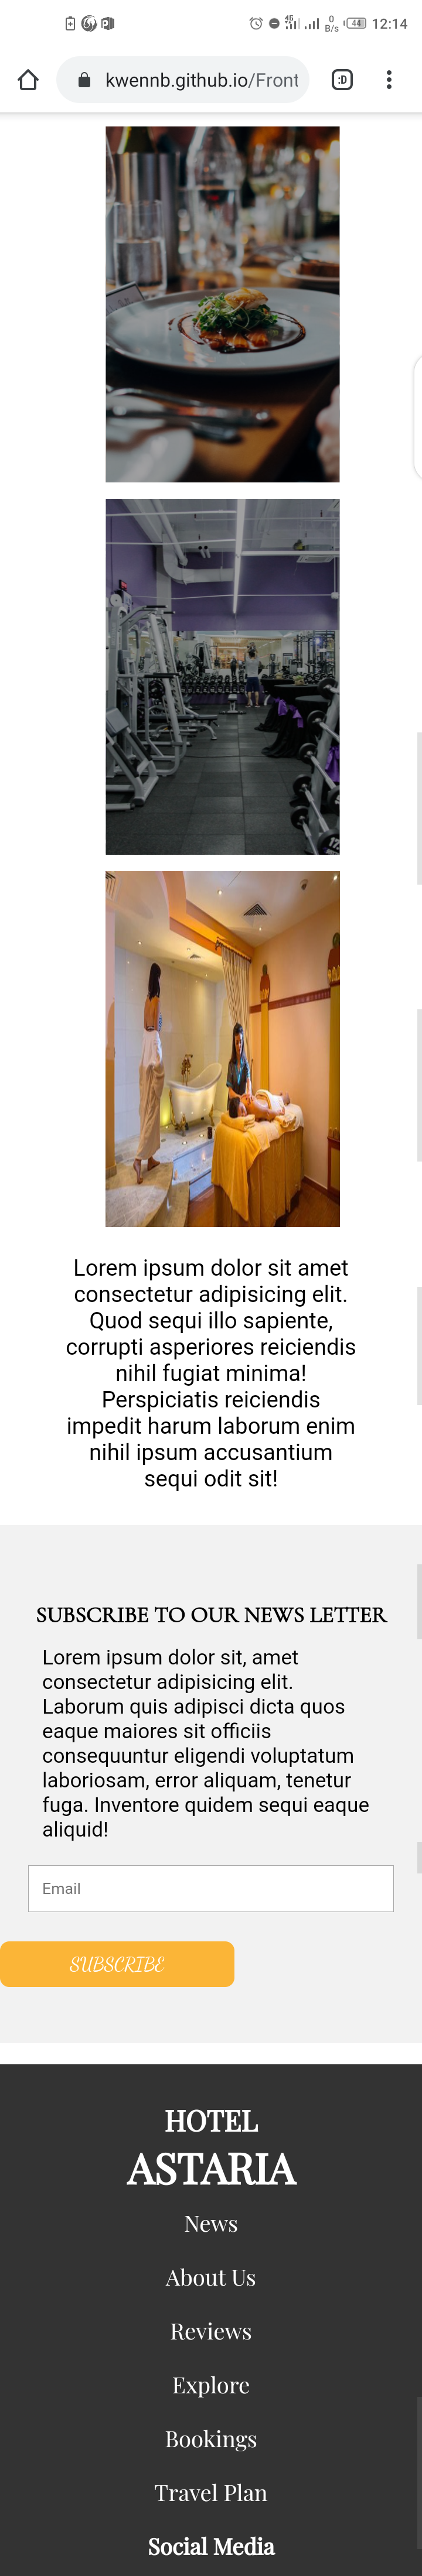 4G 0 B/s 44 12:14
kwennb.github.io/Front :D
Lorem ipsum dolor sit amet
consectetur adipisicing elit.
Quod sequi illo sapiente,
corrupti asperiores reiciendis
nihil fugiat minima!
Perspiciatis reiciendis
impedit harum laborum enim
nihil ipsum accusantium
sequi odit sit!
SUBSCRIBE TO OUR NEWS LETTER
Lorem ipsum dolor sit, amet
consectetur adipisicing elit.
Laborum quis adipisci dicta quos
eaque maiores sit officiis
consequuntur eligendi voluptatum
laboriosam, error aliquam, tenetur
fuga. Inventore quidem sequi eaque
aliquid!
Email
SUBSCRIBE
HOTEL
ASTARIA
News
About Us
Reviews
Explore
Bookings
Travel Plan
Social Media